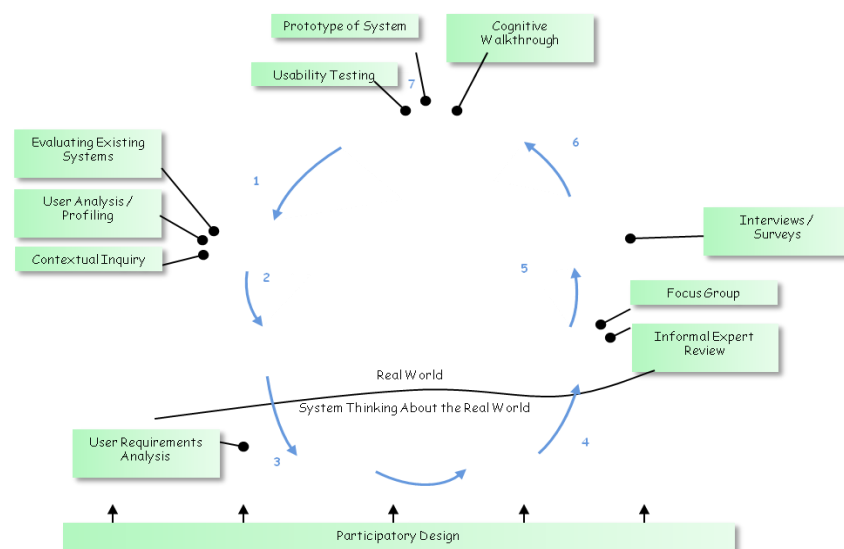 Prototype of System
Cognitive
Walkthrough
Usability Testing
7
6
Evaluating Existing
Systems
1
User Analysis /
Profiling
Interviews /
Surveys
Contextual Inquiry
2
5
Focus Group
Informal Expert
Review
Real World
System Thinking About the Real World
User Requirements
Analysis
3
4
Participatory Design